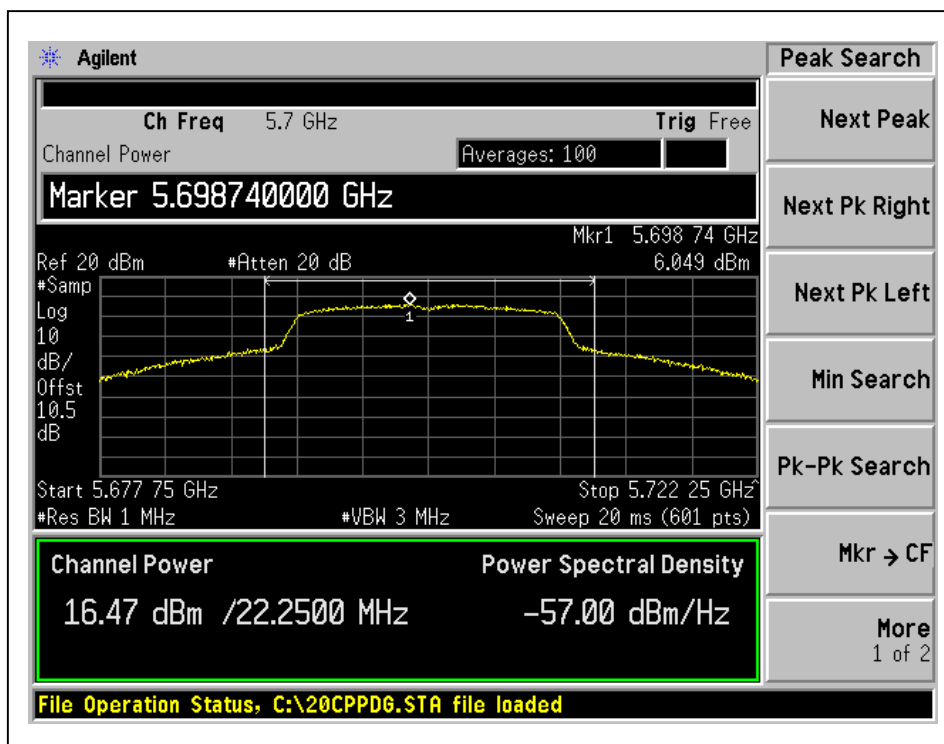 Agilent
Peak Search
Ch Freq 5.7 GHz Trig Free
Channel Power Averages: 100
Marker 5.698740000 GHz
Mkr1 5.698 74 GHz
Ref 20 dBm #Atten 20 dB 6.049 dBm
#Samp
Log
10
dB/
Offst
10.5
dB
1
Start 5.677 75 GHz Stop 5.722 25 GHz^
#Res BW 1 MHz #VBW 3 MHz Sweep 20 ms (601 pts)
Channel Power Power Spectral Density
16.47 dBm /22.2500 MHz -57.00 dBm/Hz
File Operation Status, C:\20CPPDG.STA file loaded
Next Peak
Next Pk Right
Next Pk Left
Min Search
Pk-Pk Search
Mkr → CF
More
1 of 2